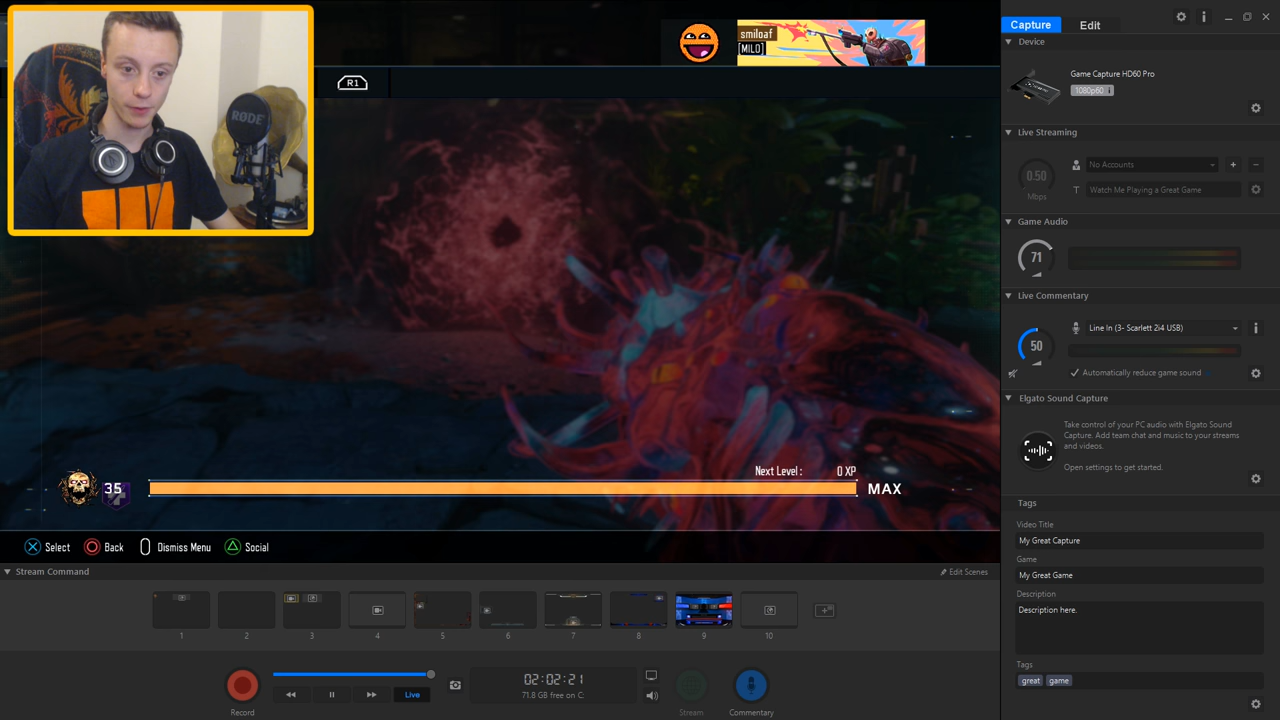 smiloaf
[MILD]
R1
RØDE
35
Next Level : 0 XP
MAX
Select
Back
Dismiss Menu
Social
Capture
Edit
Device
Game Capture HD60 Pro
1080p60
Live Streaming
0.50
Mbps
No Accounts
Watch Me Playing a Great Game
Game Audio
71
Live Commentary
50
Line In (3- Scarlett 2i4 USB)
Automatically reduce game sound
Elgato Sound Capture
Take control of your PC audio with Elgato Sound
Capture. Add team chat and music to your streams
and videos.
Open settings to get started.
Tags
Video Title
My Great Capture
Game
My Great Game
Description
Description here.
Tags
great game
Stream Command
Edit Scenes
1 2 3 4 5 6 7 8 9 10
Record
Live
02:02:21
71.8 GB free on C:
Stream
Commentary